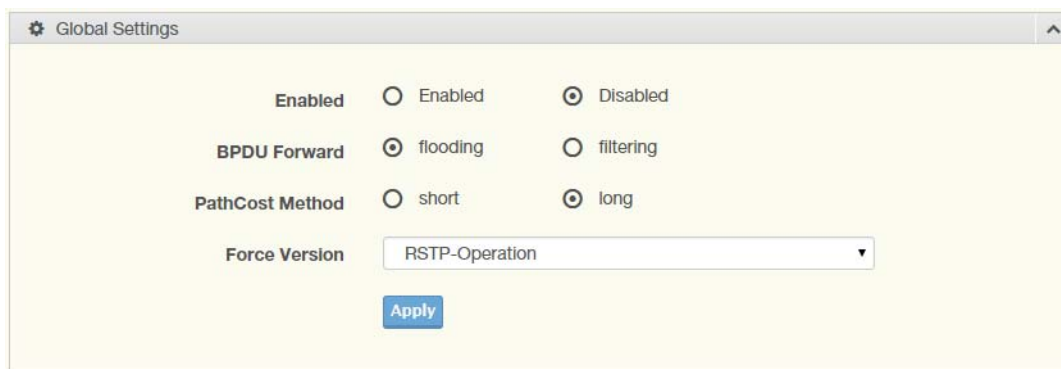 Global Settings
Enabled Enabled Disabled
BPDU Forward flooding filtering
PathCost Method short long
Force Version RSTP-Operation
Apply